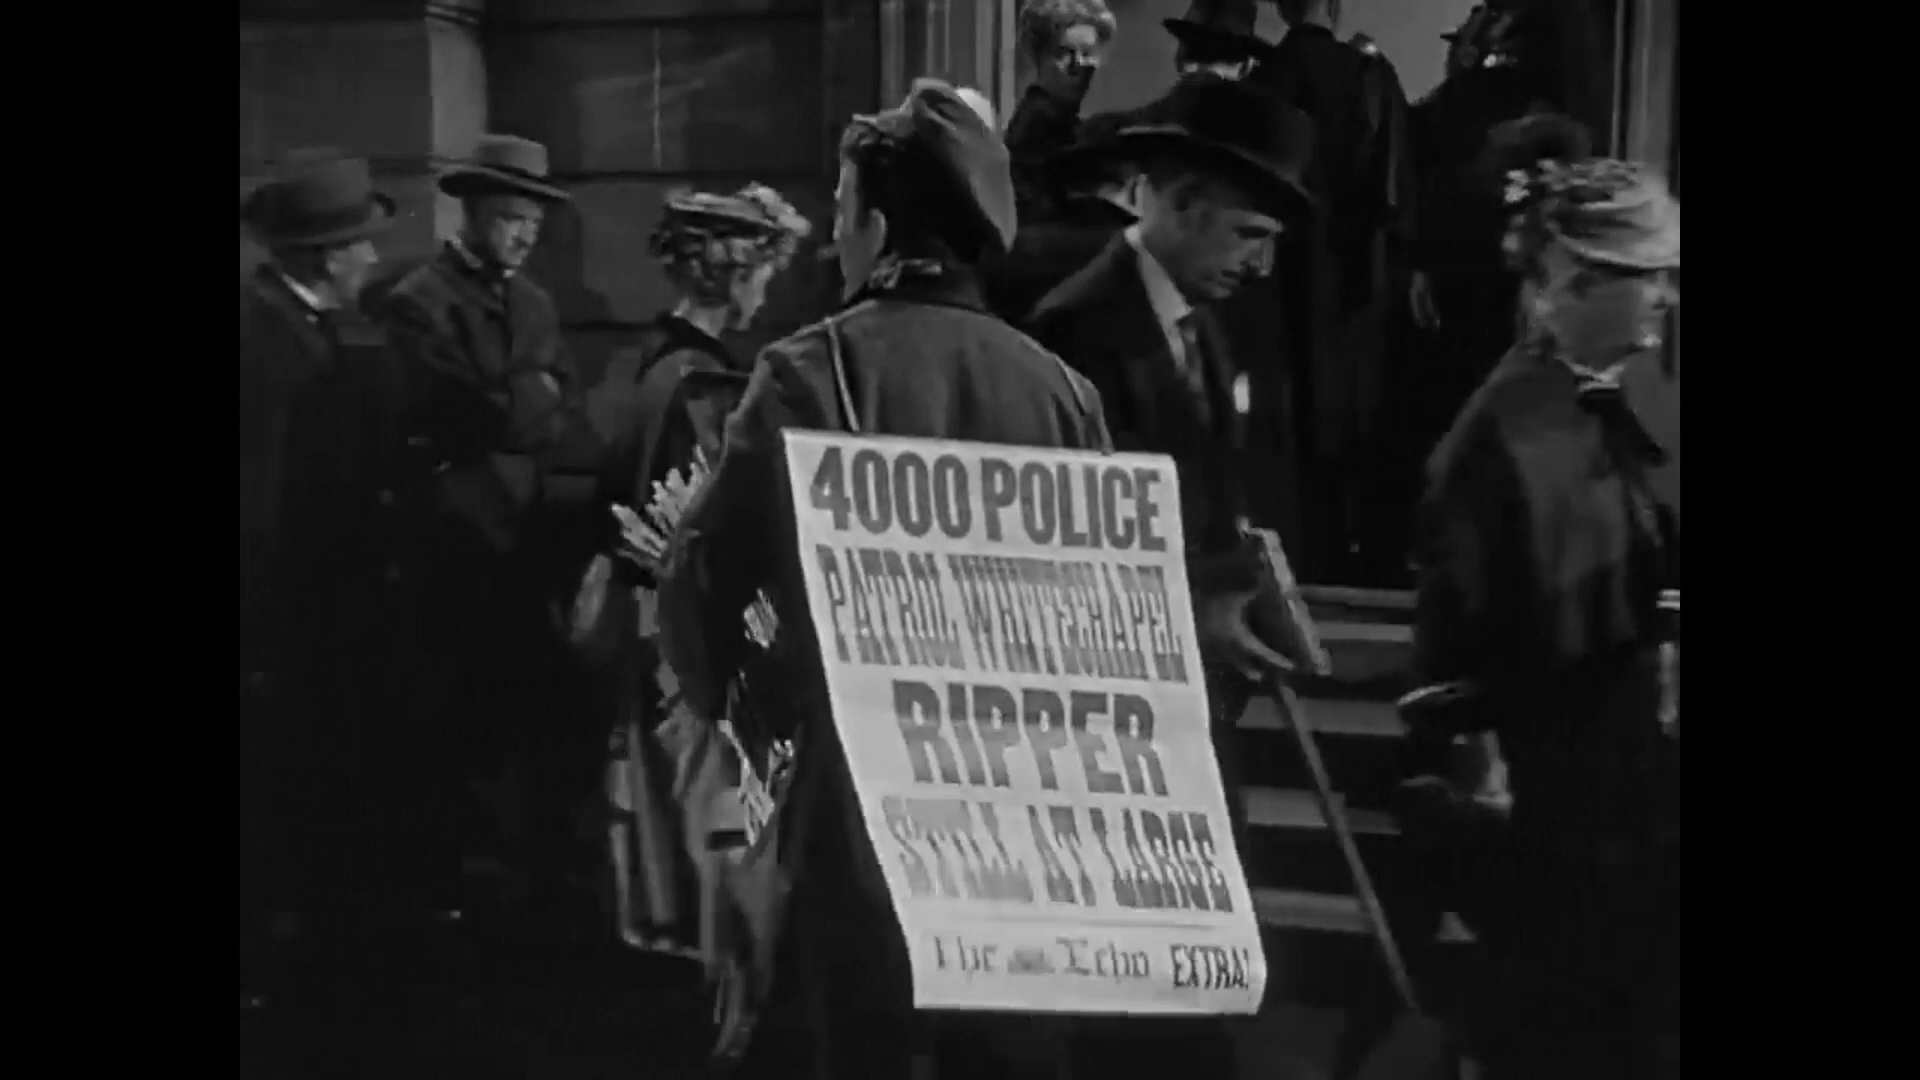 4000 POLICE
PATROL WHITECHAPEL
RIPPER
STILL AT LARGE
The Echo EXTRA!